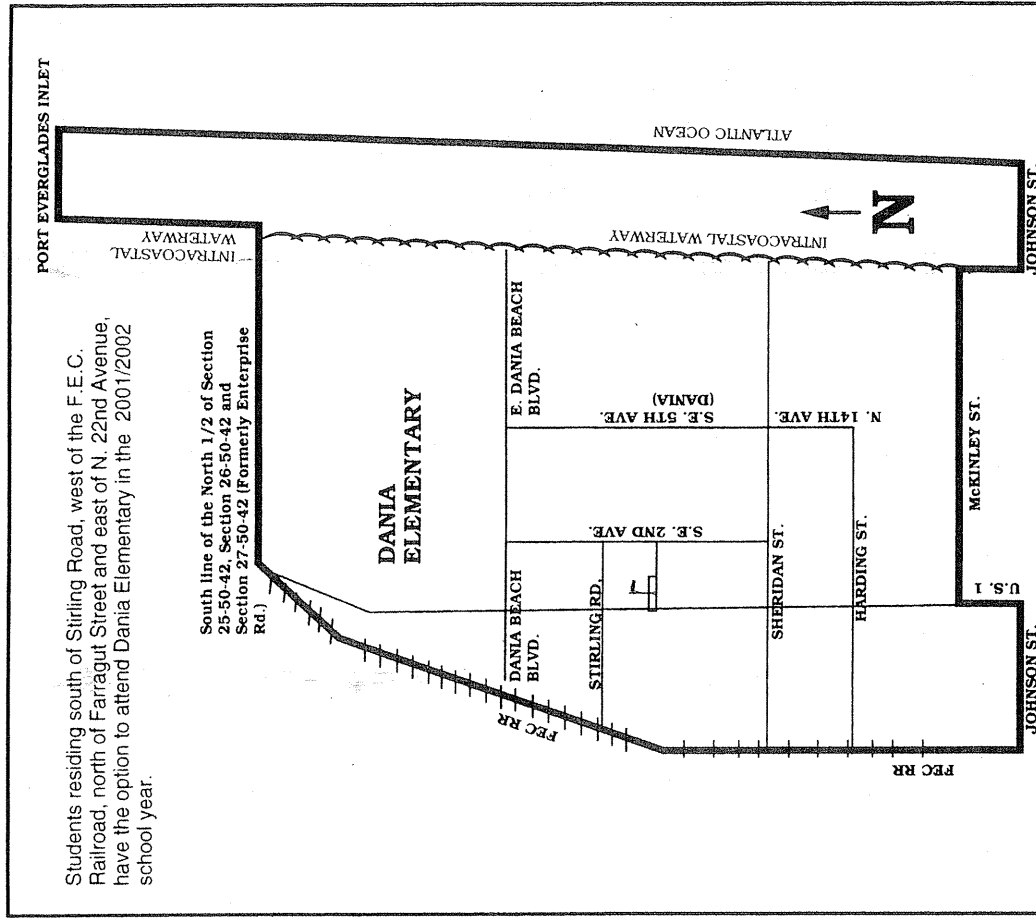 PORT EVERGLADES INLET
Students residing south of Stirling Road, west of the F.E.C.
Railroad, north of Farragut Street and east of N. 22nd Avenue,
have the option to attend Dania Elementary in the 2001/2002
school year.
INTRACOASTAL
WATERWAY
South line of the North 1/2 of Section
25-50-42, Section 26-50-42 and
Section 27-50-42 (Formerly Enterprise
Rd.)
ATLANTIC OCEAN
INTRACOASTAL WATERWAY
N
DANIA
ELEMENTARY
E. DANIA BEACH
BLVD.
DANIA BEACH
BLVD.
S.E. 5TH AVE.
(DANIA)
N. 14TH AVE.
S.E. 2ND AVE.
STIRLING RD.
SHERIDAN ST.
HARDING ST.
FEC RR
FEC RR
McKINLEY ST.
U.S. 1
JOHNSON ST.
JOHNSON ST.